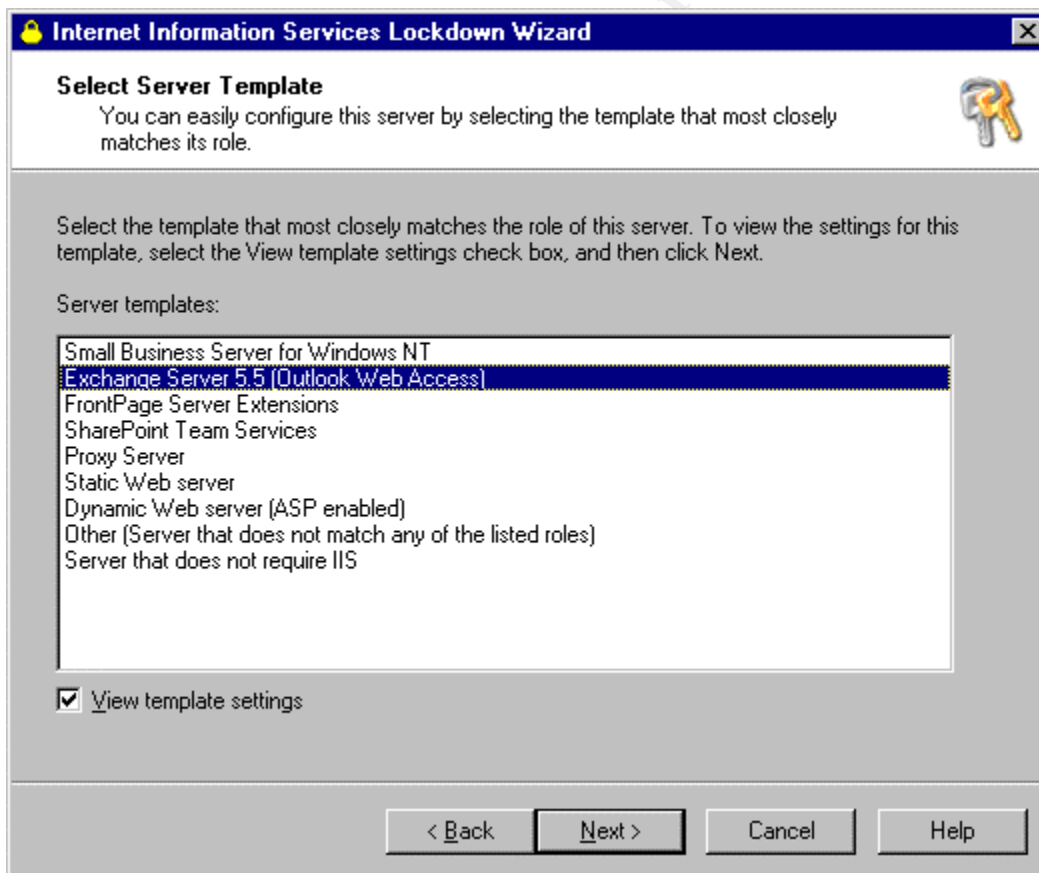 Internet Information Services Lockdown Wizard
Select Server Template
You can easily configure this server by selecting the template that most closely
matches its role.
Select the template that most closely matches the role of this server. To view the settings for this
template, select the View template settings check box, and then click Next.
Server templates:
Small Business Server for Windows NT
Exchange Server 5.5 (Outlook Web Access)
FrontPage Server Extensions
SharePoint Team Services
Proxy Server
Static Web server
Dynamic Web server (ASP enabled)
Other (Server that does not match any of the listed roles)
Server that does not require IIS
View template settings
< Back
Next >
Cancel
Help